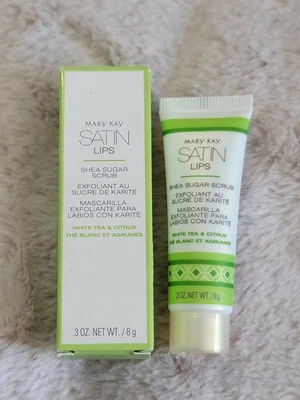 MARY KAY
SATIN
LIPS
SHEA SUGAR
SCRUB
EXFOLIANT AU
SUCRE DE KARITÉ
MASCARILLA
EXFOLIANTE PARA
LABIOS CON KARITÉ
WHITE TEA & CITRUS
THÉ BLANC ET AGRUMES
.3 OZ. NET WT. / 8 g
MARY KAY
SATIN
LIPS
SHEA SUGAR SCRUB
EXFOLIANT AU
SUCRE DE KARITÉ
MASCARILLA
EXFOLIANTE PARA
LABIOS CON KARITÉ
WHITE TEA & CITRUS
THÉ BLANC ET AGRUMES
.3 OZ. NET WT. / 8 g